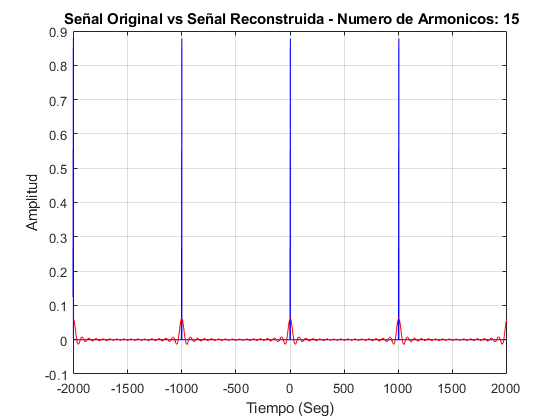 Señal Original vs Señal Reconstruida - Numero de Armonicos: 15
0.9
0.8
0.7
0.6
0.5
0.4
0.3
0.2
0.1
0
-0.1
Amplitud
-2000 -1500 -1000 -500 0 500 1000 1500 2000
Tiempo (Seg)